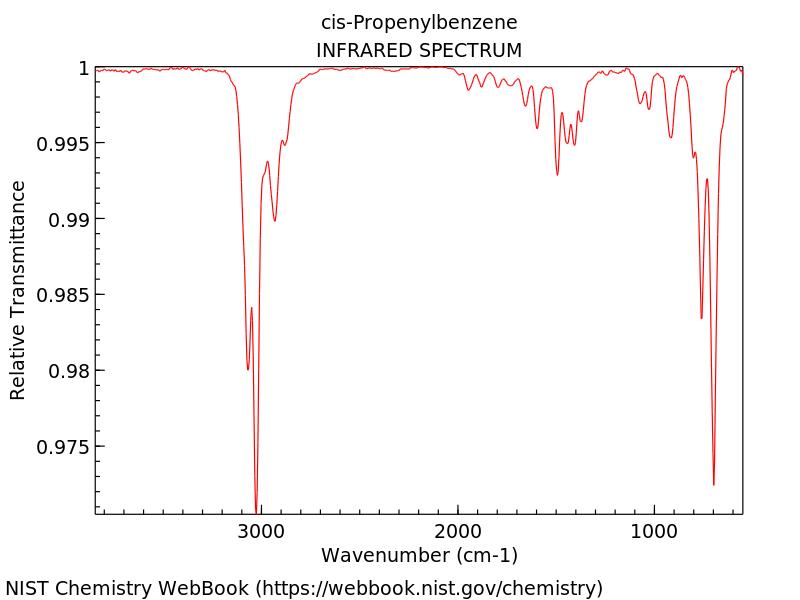 cis-Propenylbenzene
INFRARED SPECTRUM
1
0.995
0.99
0.985
0.98
0.975
Relative Transmittance
3000 2000 1000
Wavenumber (cm-1)
NIST Chemistry WebBook (https://webbook.nist.gov/chemistry)